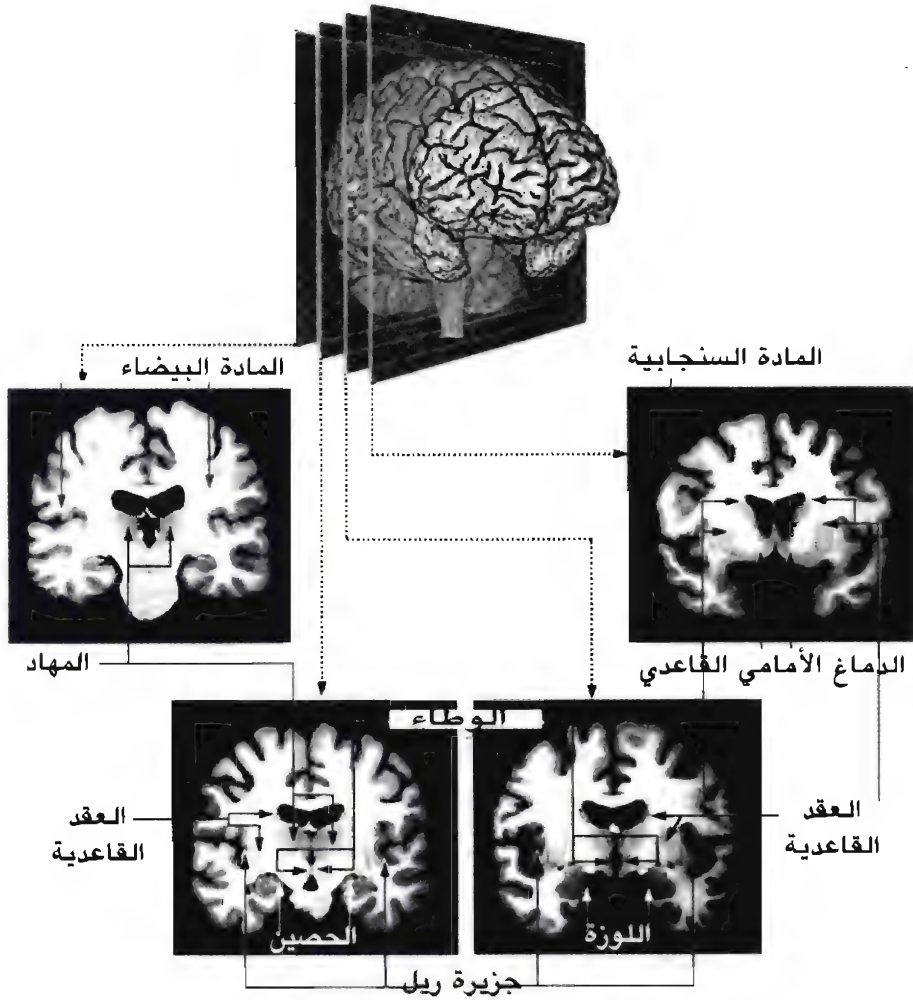 المادة السنجابية
المادة البيضاء
المهاد
الدماغ الأمامي القاعدي
الوطاء
العقد
القاعدية
العقد
القاعدية
اللوزة
الحصين
جزيرة ريل